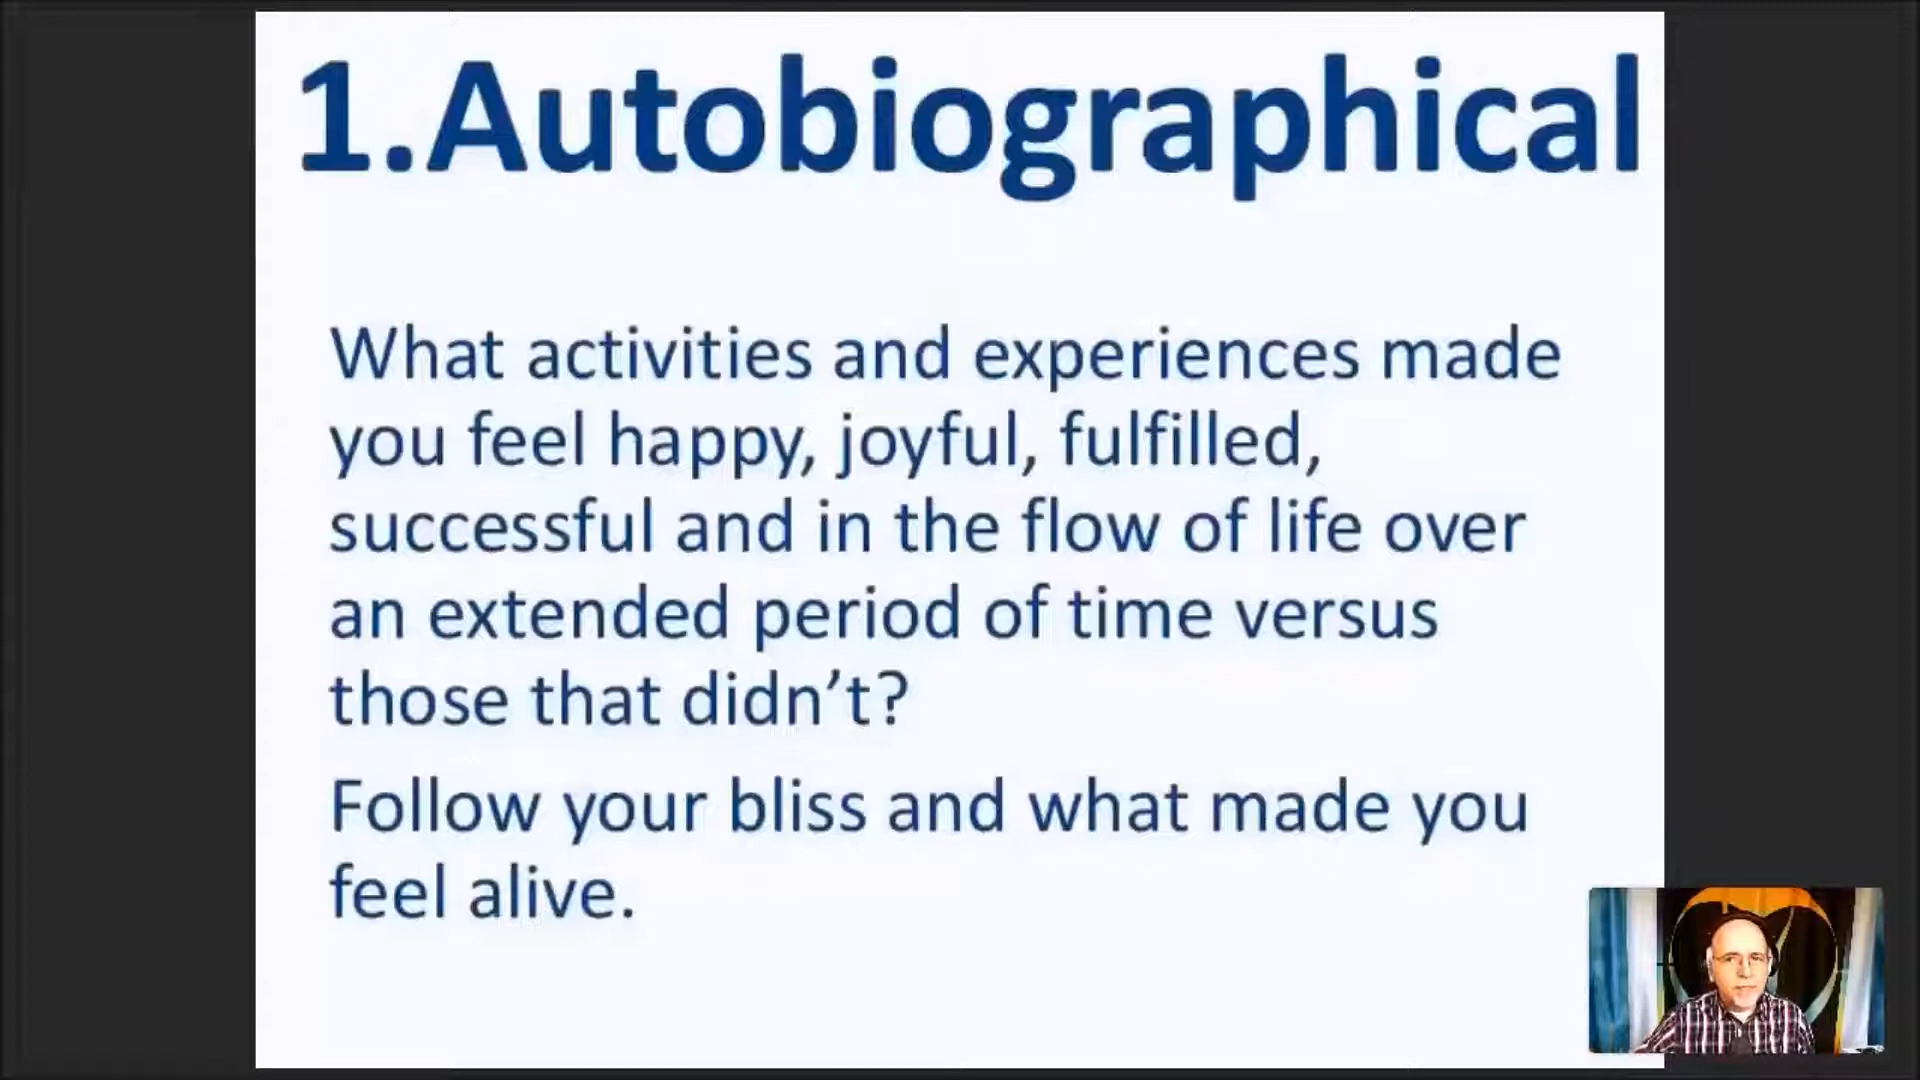 1.Autobiographical
What activities and experiences made
you feel happy, joyful, fulfilled,
successful and in the flow of life over
an extended period of time versus
those that didn’t?
Follow your bliss and what made you
feel alive.